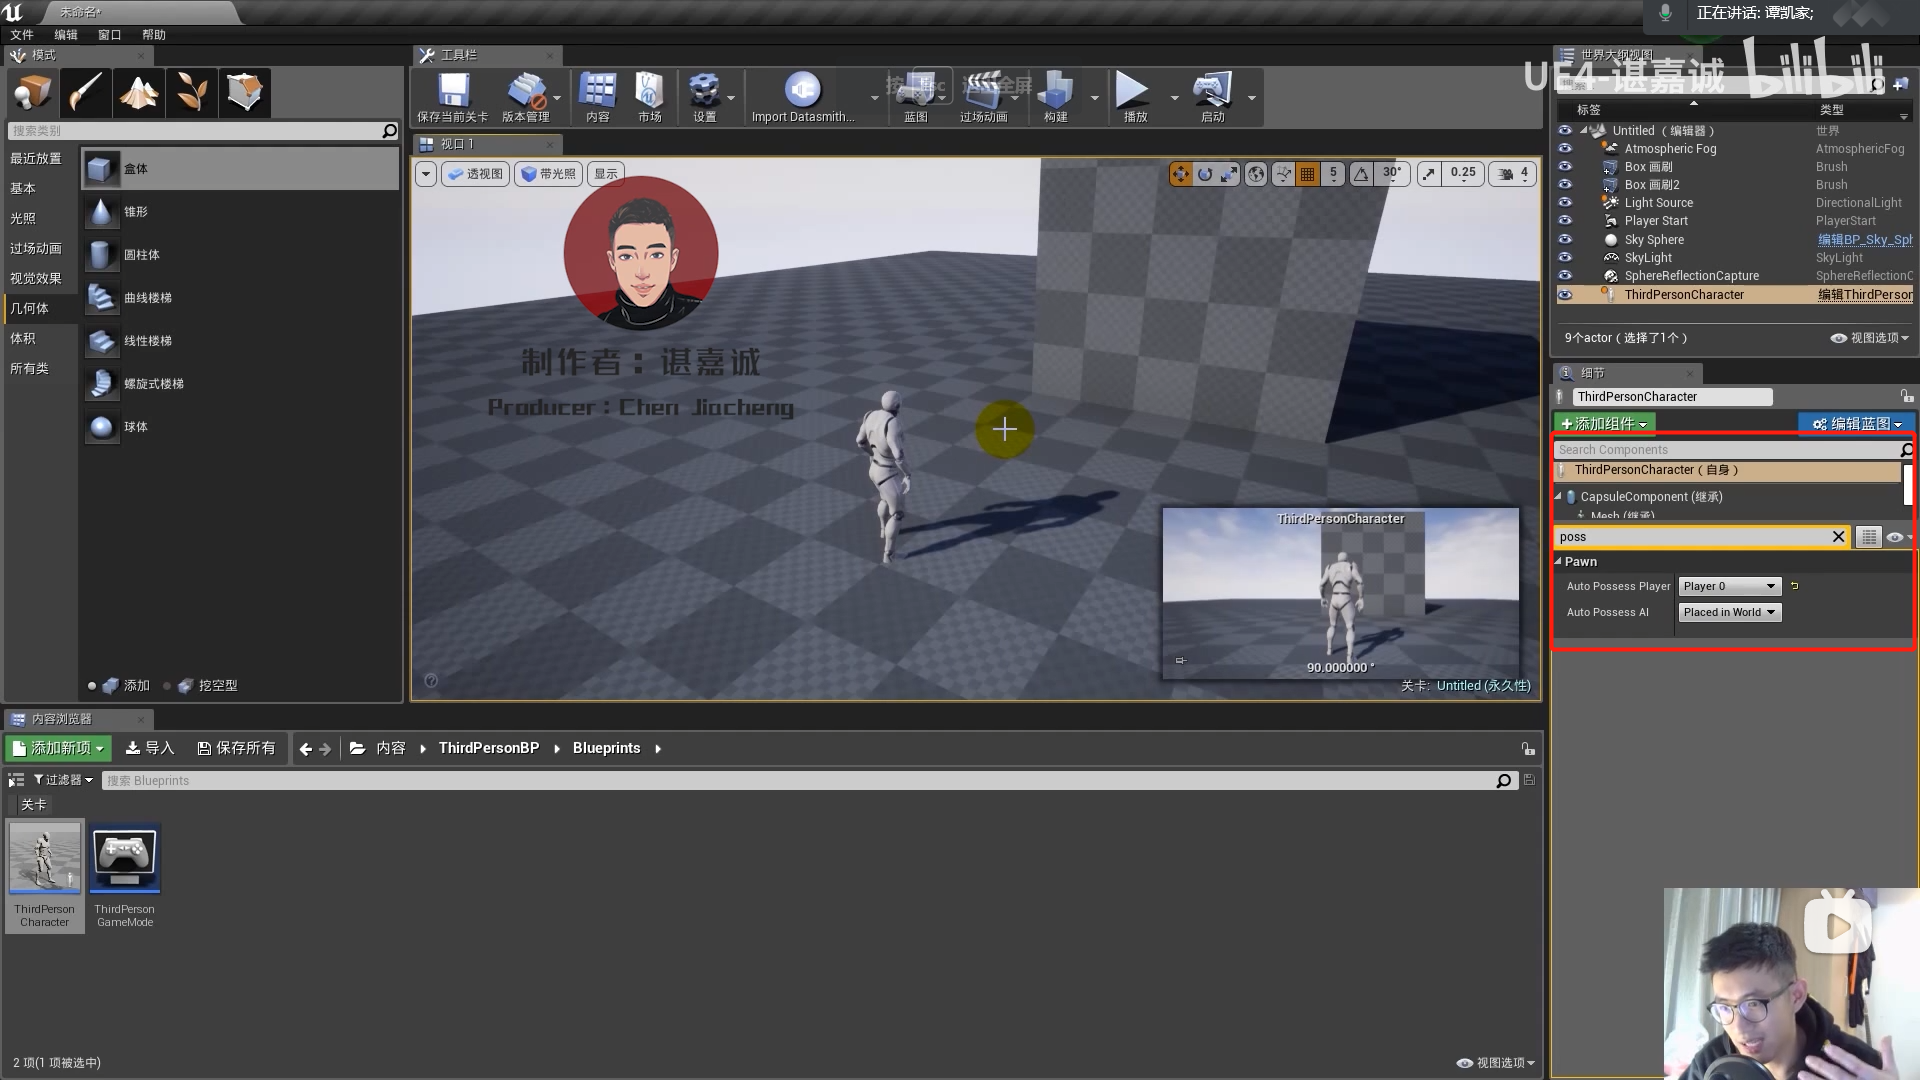 未命名*
正在讲话: 谭凯家;
文件 编辑 窗口 帮助
模式
工具栏
世界大纲视图
UE4-谌嘉诚 bilibili
保存当前关卡 版本管理 内容 市场 设置 Import Datasmith... 蓝图 过场动画 构建 播放 启动
搜索类别
标签 类型
视口 1
最近放置
基本
光照
过场动画
视觉效果
几何体
体积
所有类
盒体
锥形
圆柱体
曲线楼梯
线性楼梯
螺旋式楼梯
球体
添加 挖空型
透视图 带光照 显示
5 30° 0.25 4
制作者：谌嘉诚
Producer：Chen Jiacheng
ThirdPersonCharacter
90.000000 °
关卡: Untitled (永久性)
Untitled（编辑器） 世界
Atmospheric Fog AtmosphericFog
Box 画刷 Brush
Box 画刷2 Brush
Light Source DirectionalLight
Player Start PlayerStart
Sky Sphere 编辑BP_Sky_Sph
SkyLight SkyLight
SphereReflectionCapture SphereReflectionC
ThirdPersonCharacter 编辑ThirdPerson
9个actor（选择了1个） 视图选项
细节
ThirdPersonCharacter
+添加组件 编辑蓝图
Search Components
ThirdPersonCharacter（自身）
CapsuleComponent (继承)
Mesh (继承)
poss
Pawn
Auto Possess Player Player 0
Auto Possess AI Placed in World
内容浏览器
添加新项 导入 保存所有 内容 ThirdPersonBP Blueprints
过滤器 搜索 Blueprints
关卡
ThirdPerson
Character
ThirdPerson
GameMode
2 项(1 项被选中)
视图选项